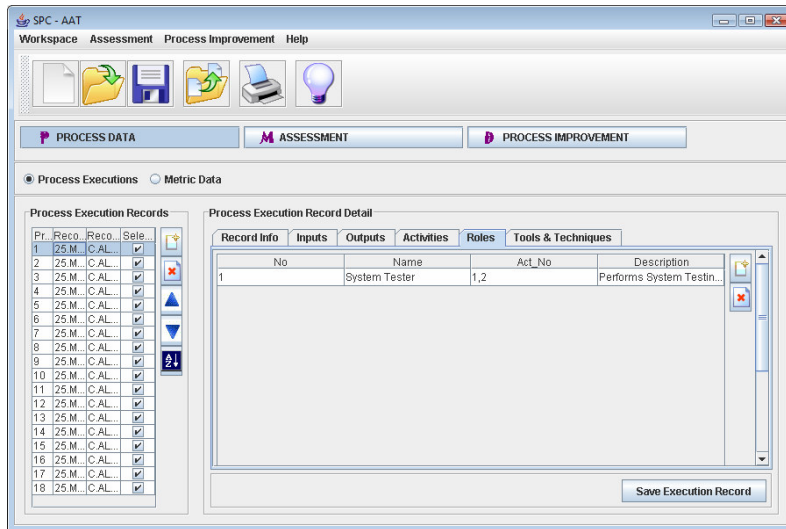 SPC - AAT
Workspace Assessment Process Improvement Help
P PROCESS DATA M ASSESSMENT PROCESS IMPROVEMENT
Process Executions Metric Data
Process Execution Records
Pr... Reco... Reco... Sele...
1 25.M... C.AL...
2 25.M... C.AL...
3 25.M... C.AL...
4 25.M... C.AL...
5 25.M... C.AL...
6 25.M... C.AL...
7 25.M... C.AL...
8 25.M... C.AL...
9 25.M... C.AL...
10 25.M... C.AL...
11 25.M... C.AL...
12 25.M... C.AL...
13 25.M... C.AL...
14 25.M... C.AL...
15 25.M... C.AL...
16 25.M... C.AL...
17 25.M... C.AL...
18 25.M... C.AL...
A Z
Process Execution Record Detail
Record Info Inputs Outputs Activities Roles Tools & Techniques
No Name Act_No Description
1 System Tester 1,2 Performs System Testin...
Save Execution Record